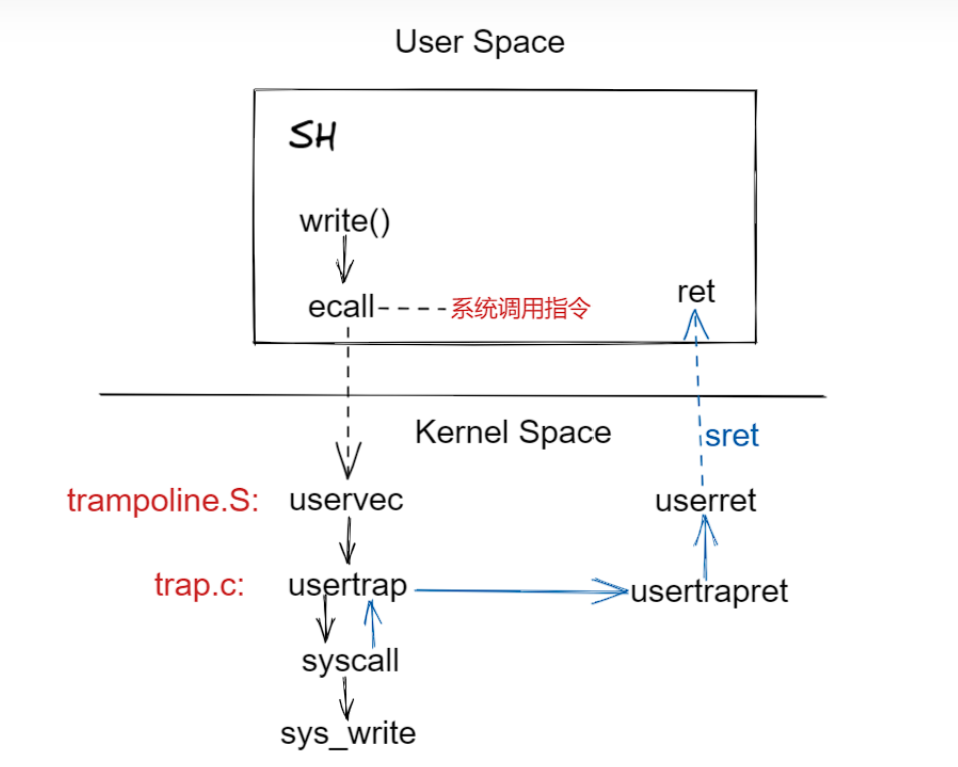 User Space
SH
write()
ecall
系统调用指令
ret
Kernel Space
sret
trampoline.S:
uservec
userret
trap.c:
usertrap
usertrapret
syscall
sys_write